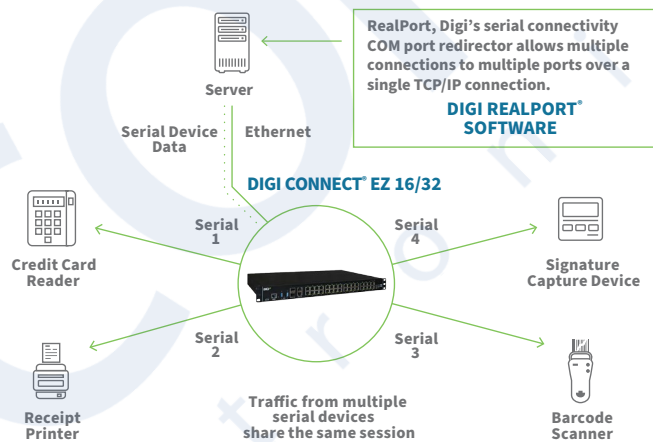 RealPort, Digi's serial connectivity
COM port redirector allows multiple
connections to multiple ports over a
single TCP/IP connection.
DIGI REALPORT®
SOFTWARE
Server
Serial Device
Data
Ethernet
DIGI CONNECT® EZ 16/32
Serial
1
Serial
4
Credit Card
Reader
Signature
Capture Device
Serial
2
Serial
3
Receipt
Printer
Traffic from multiple
serial devices
share the same session
Barcode
Scanner